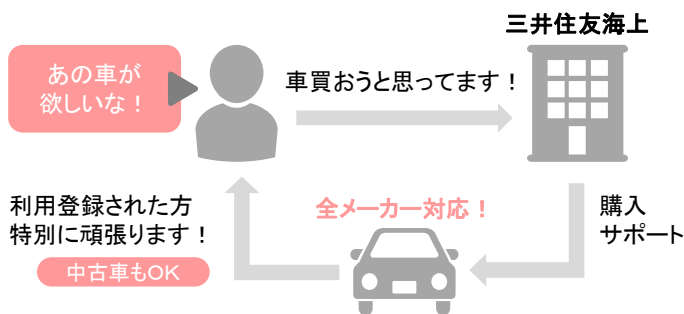 三井住友海上
あの車が
欲しいな！
車買おうと思ってます！
利用登録された方
特別に頑張ります！
中古車もOK
全メーカー対応！
購入
サポート